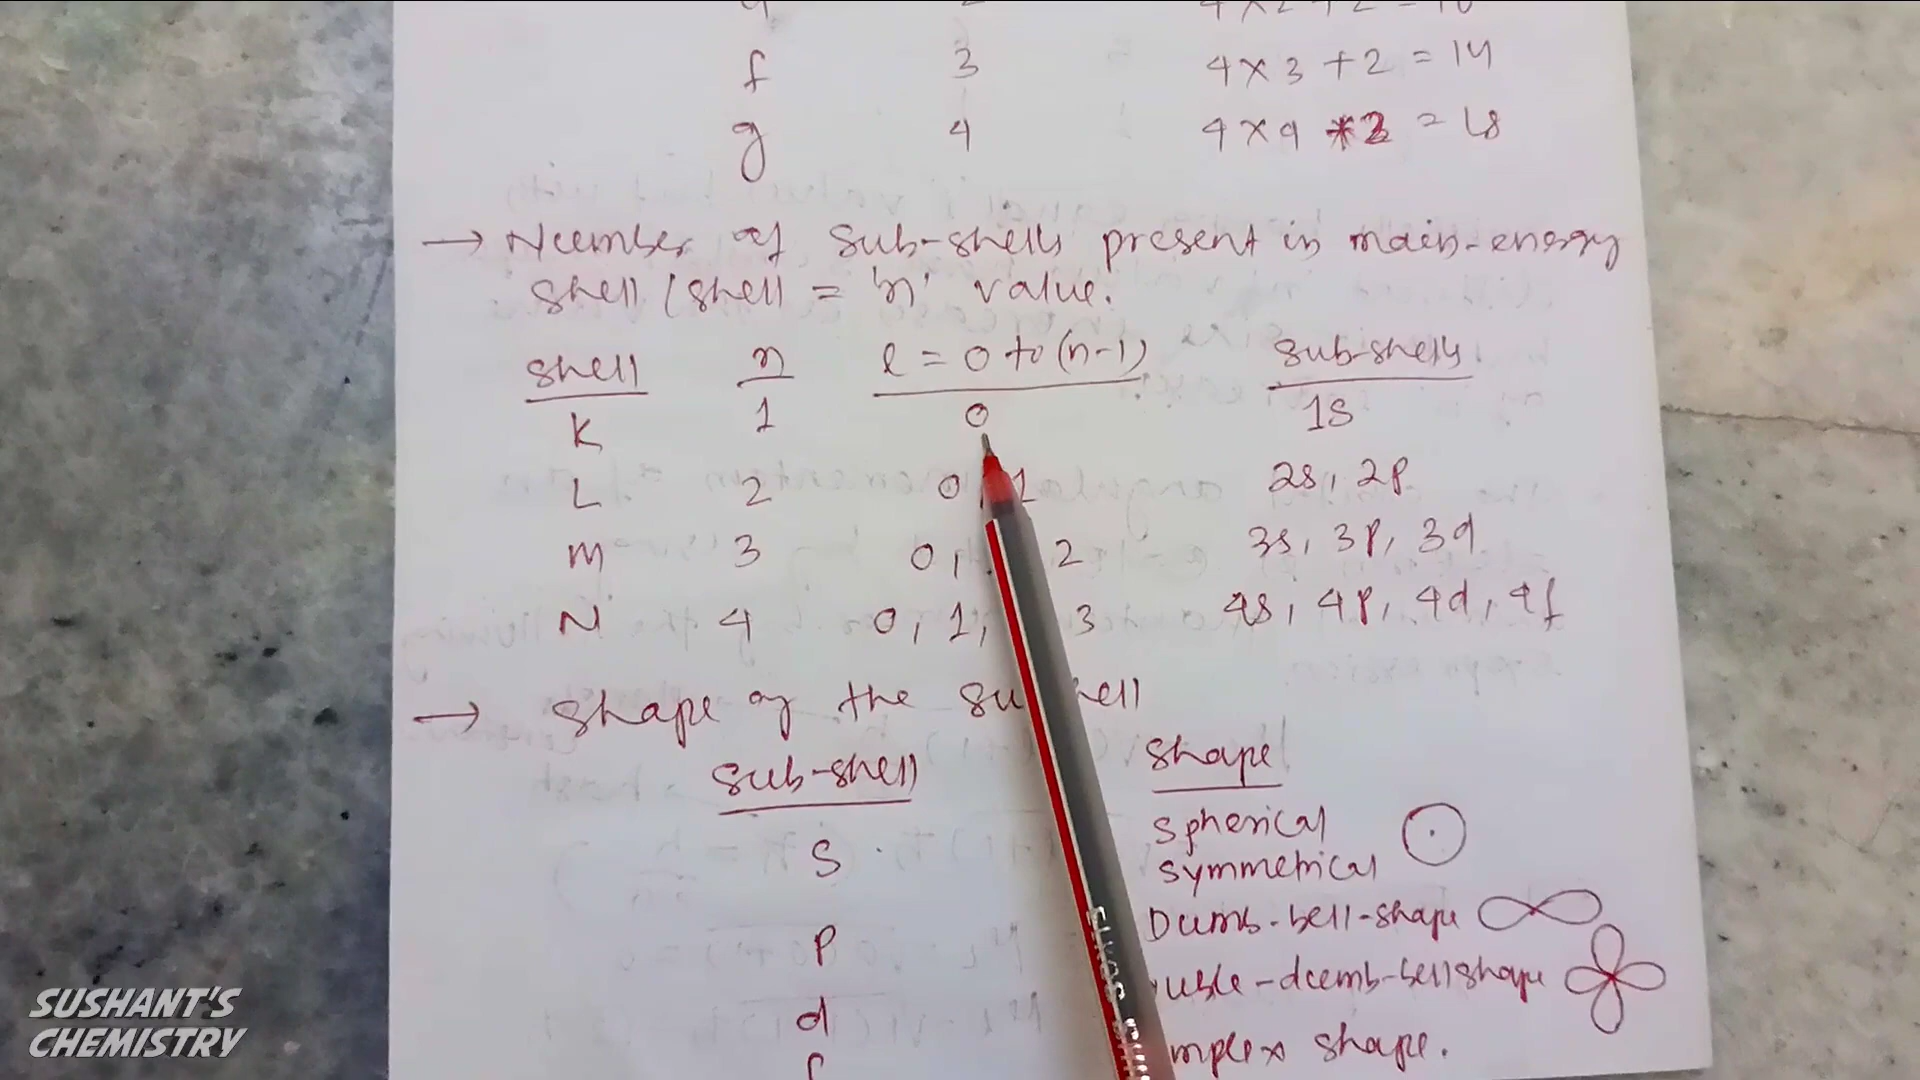 f 3 4×3+2 = 14
g 4 4×4 +2 = 18
→ Number of sub-shells present in main-energy
shell (shell = 'n' value.
shell n l = 0 to (n-1) sub-shells
K 1 0 1s
L 2 0, 1 2s, 2p
M 3 0, 2 3s, 3p, 3d
N 4 0, 1, 3 4s, 4p, 4d, 4f
→ Shape of the su hell
Sub-shell Shape
S Spherical
symmetrical
P Dumb-bell-shape
d uble-dumb-bell shape
f mplex shape.
SUSHANT'S
CHEMISTRY